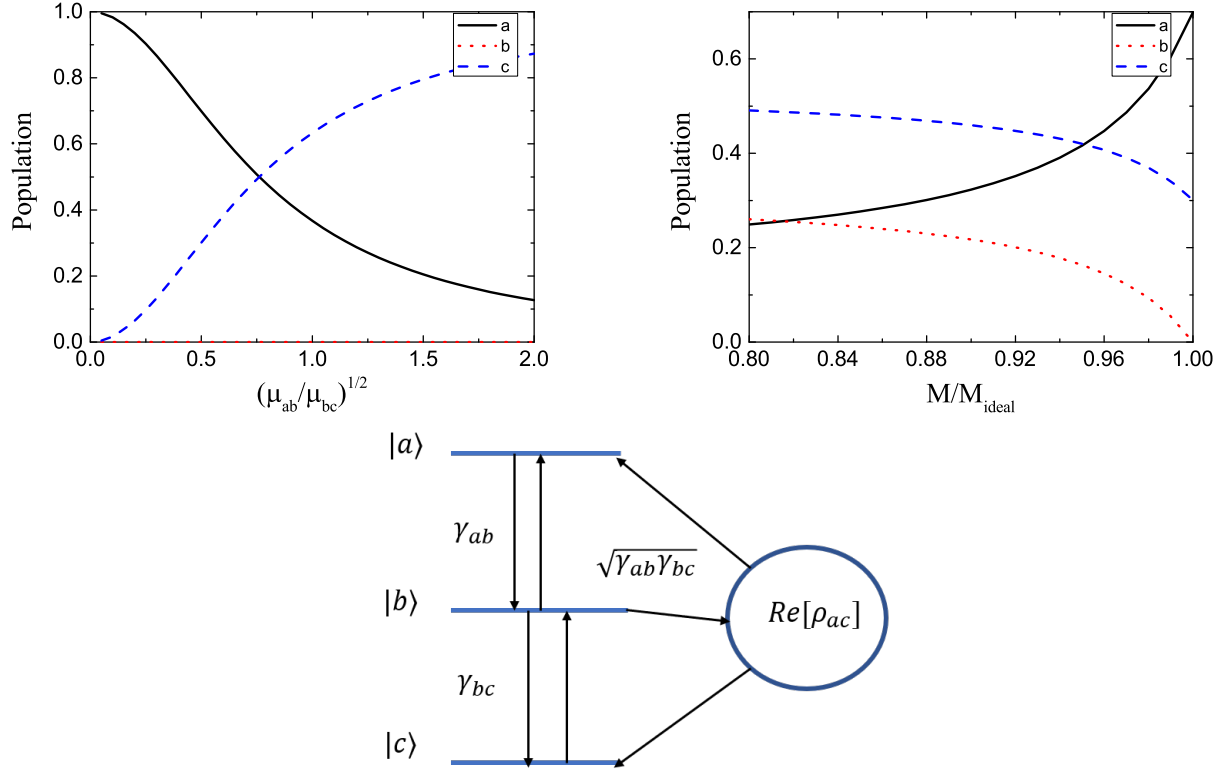 1.0
0.8
0.6
0.4
0.2
0.0
Population
0.0 0.5 1.0 1.5 2.0
(μab/μbc)1/2
a
b
c
0.6
0.4
0.2
0.0
Population
0.80 0.84 0.88 0.92 0.96 1.00
M/Mideal
a
b
c
|a⟩
γab
√γabγbc
|b⟩
Re[ρac]
γbc
|c⟩